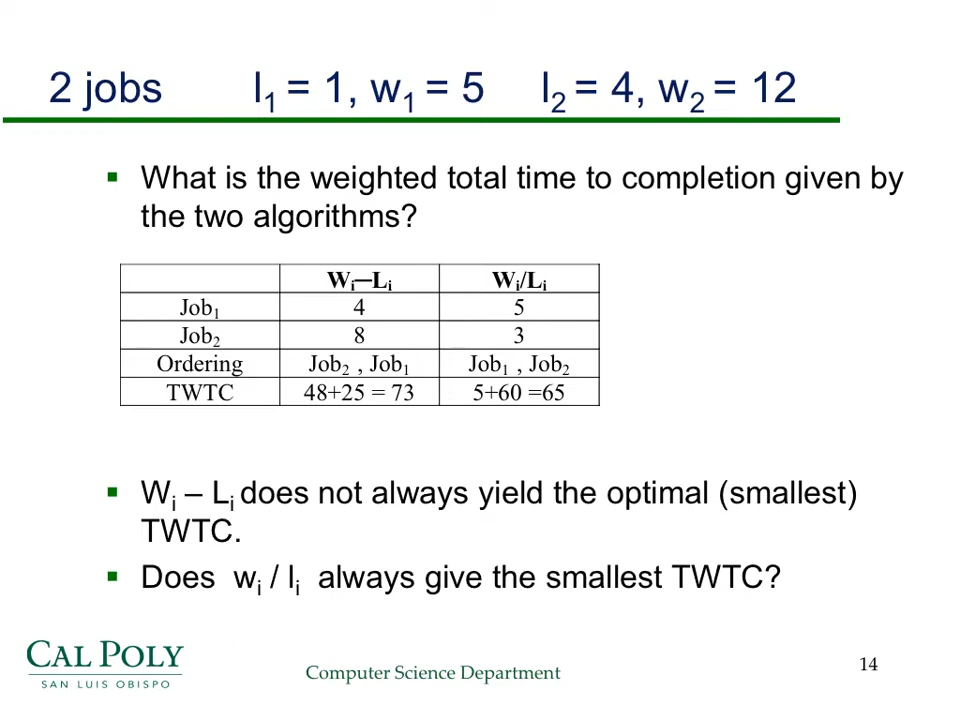 2 jobs l₁ = 1, w₁ = 5 l₂ = 4, w₂ = 12
▪ What is the weighted total time to completion given by
the two algorithms?
Wᵢ─Lᵢ Wᵢ/Lᵢ
Job₁ 4 5
Job₂ 8 3
Ordering Job₂ , Job₁ Job₁ , Job₂
TWTC 48+25 = 73 5+60 =65
▪ Wᵢ – Lᵢ does not always yield the optimal (smallest)
TWTC.
▪ Does wᵢ / lᵢ always give the smallest TWTC?
CAL POLY
SAN LUIS OBISPO
Computer Science Department
14